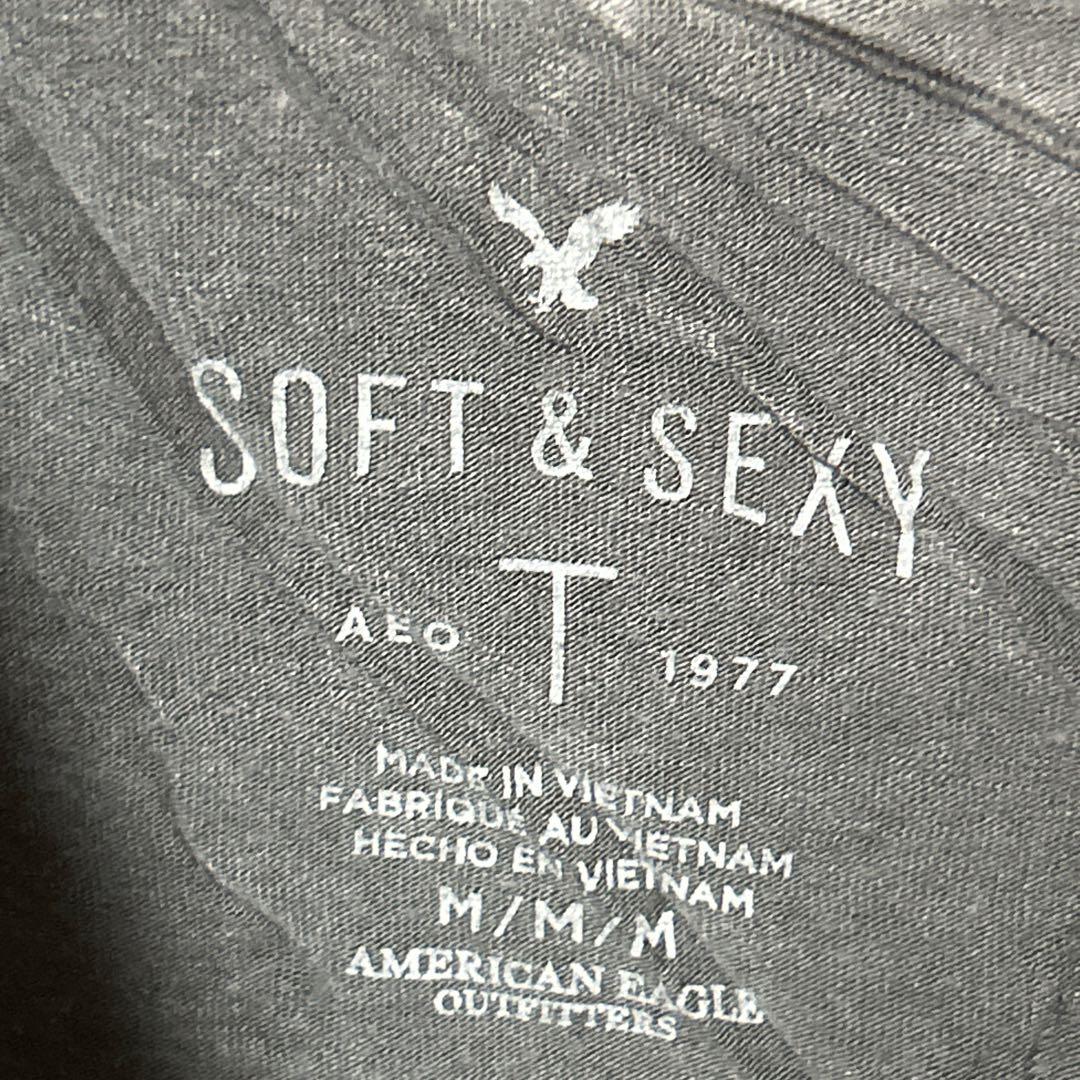 SOFT & SEXY
T
AEO 1977
MADE IN VIETNAM
FABRIQUE AU VIETNAM
HECHO EN VIETNAM
M/M/M
AMERICAN EAGLE
OUTFITTERS